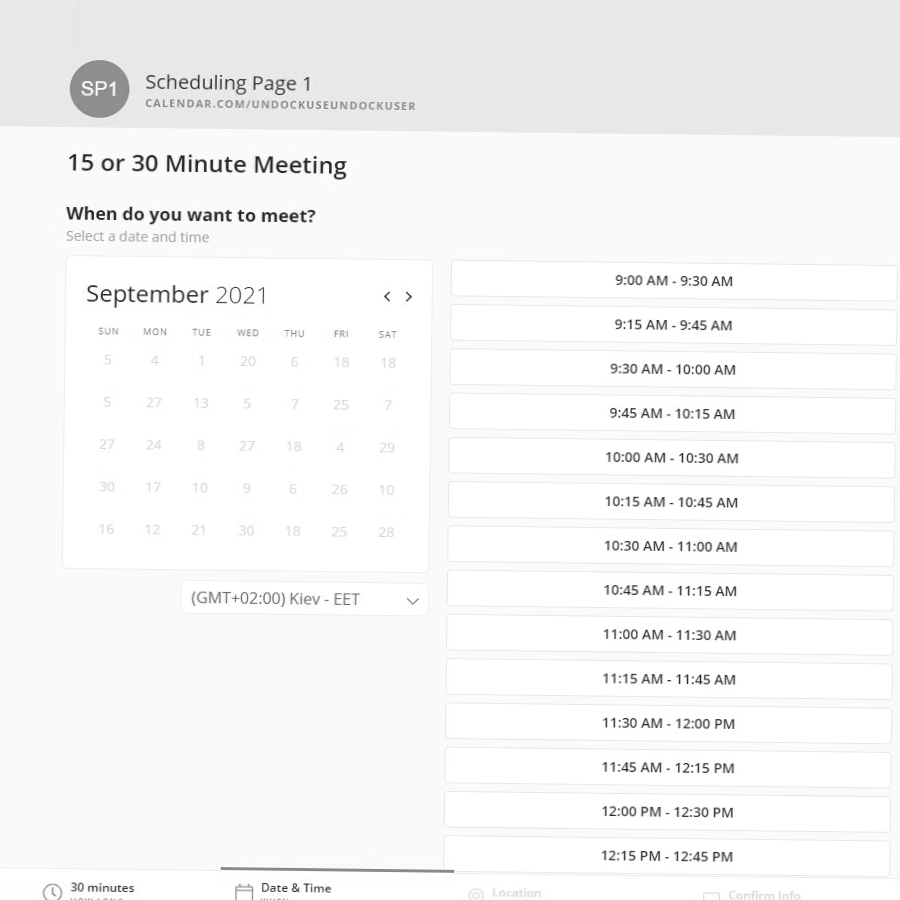 SP1
Scheduling Page 1
CALENDAR.COM/UNDOCKUSEUNDOCKUSER
15 or 30 Minute Meeting
When do you want to meet?
Select a date and time
September 2021
SUN MON TUE WED THU FRI SAT
5 4 1 20 6 18 18
5 27 13 5 7 25 7
27 24 8 27 18 4 29
30 17 10 9 6 26 10
16 12 21 30 18 25 28
(GMT+02:00) Kiev - EET
9:00 AM - 9:30 AM
9:15 AM - 9:45 AM
9:30 AM - 10:00 AM
9:45 AM - 10:15 AM
10:00 AM - 10:30 AM
10:15 AM - 10:45 AM
10:30 AM - 11:00 AM
10:45 AM - 11:15 AM
11:00 AM - 11:30 AM
11:15 AM - 11:45 AM
11:30 AM - 12:00 PM
11:45 AM - 12:15 PM
12:00 PM - 12:30 PM
12:15 PM - 12:45 PM
30 minutes
Date & Time
Location
Confirm Info